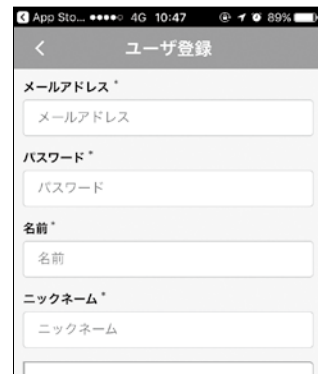 App Sto... 4G 10:47 89%
ユーザ登録
メールアドレス *
メールアドレス
パスワード *
パスワード
名前 *
名前
ニックネーム *
ニックネーム